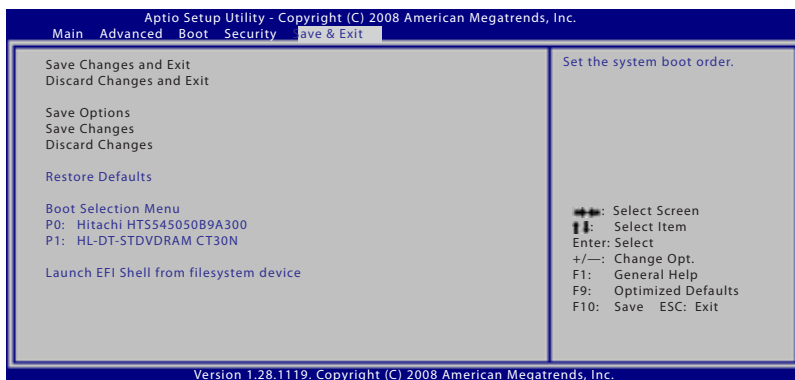 Aptio Setup Utility - Copyright (C) 2008 American Megatrends, Inc.
Main Advanced Boot Security Save & Exit
Save Changes and Exit
Discard Changes and Exit
Save Options
Save Changes
Discard Changes
Restore Defaults
Boot Selection Menu
P0: Hitachi HTS545050B9A300
P1: HL-DT-STDVDRAM CT30N
Launch EFI Shell from filesystem device
Set the system boot order.
→←: Select Screen
↑↓: Select Item
Enter: Select
+/—: Change Opt.
F1: General Help
F9: Optimized Defaults
F10: Save ESC: Exit
Version 1.28.1119. Copyright (C) 2008 American Megatrends, Inc.